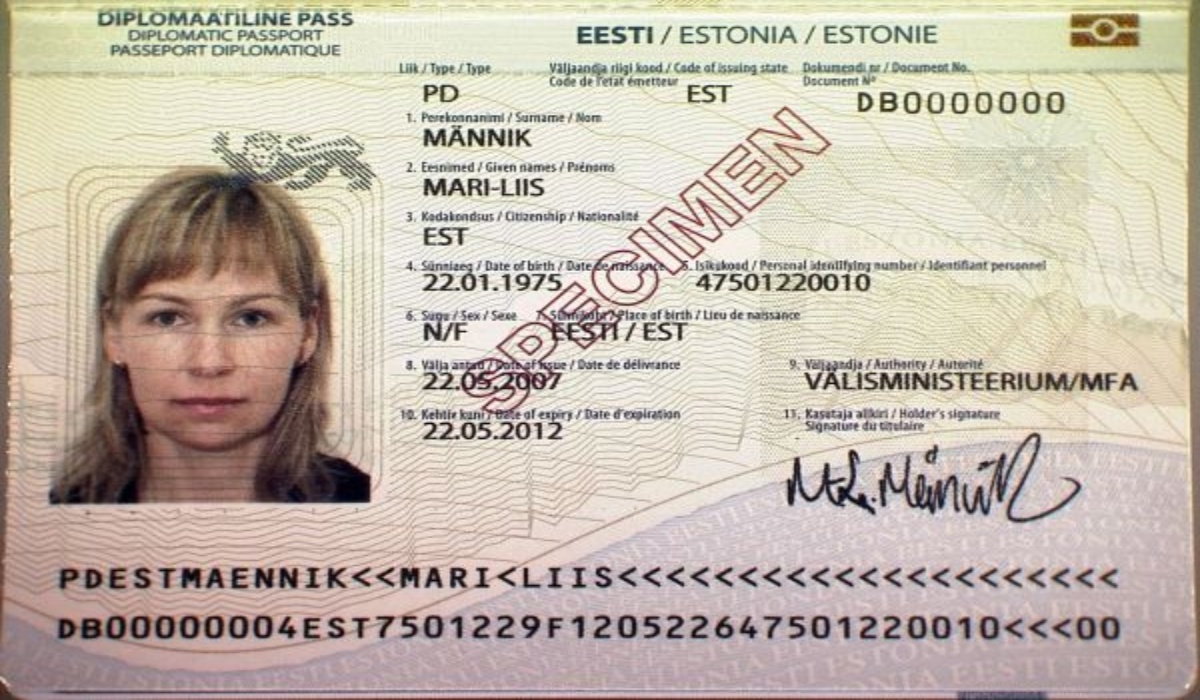 DIPLOMAATILINE PASS
DIPLOMATIC PASSPORT
PASSEPORT DIPLOMATIQUE
EESTI / ESTONIA / ESTONIE
Liik / Type / Type
Väljaandja riigi kood / Code of issuing state
Code de l'etat émetteur
Dokumendi nr / Document No.
Document Nº
PD
EST
DB0000000
1. Perekonnanimi / Surname / Nom
MÄNNIK
2. Eesnimed / Given names / Prénoms
MARI-LIIS
3. Kodakondsus / Citizenship / Nationalité
EST
4. Sünniaeg / Date of birth / Date de naissance
5. Isikukood / Personal identifying number / Identifiant personnel
22.01.1975
47501220010
6. Sugu / Sex / Sexe
7. Sünnikoht / Place of birth / Lieu de naissance
N/F
EESTI / EST
8. Välja antud / Date of issue / Date de délivrance
9. Väljaandja / Authority / Autorité
22.05.2007
VÄLISMINISTEERIUM/MFA
10. Kehtiv kuni / Date of expiry / Date d'expiration
11. Kasutaja allkiri / Holder's signature
Signature du titulaire
22.05.2012
SPECIMEN
M-L. Männik
PDESTMAENNIK<<MARI<LIIS<<<<<<<<<<<<<<<<<<<<<
DB00000004EST7501229F120522647501220010<<<00